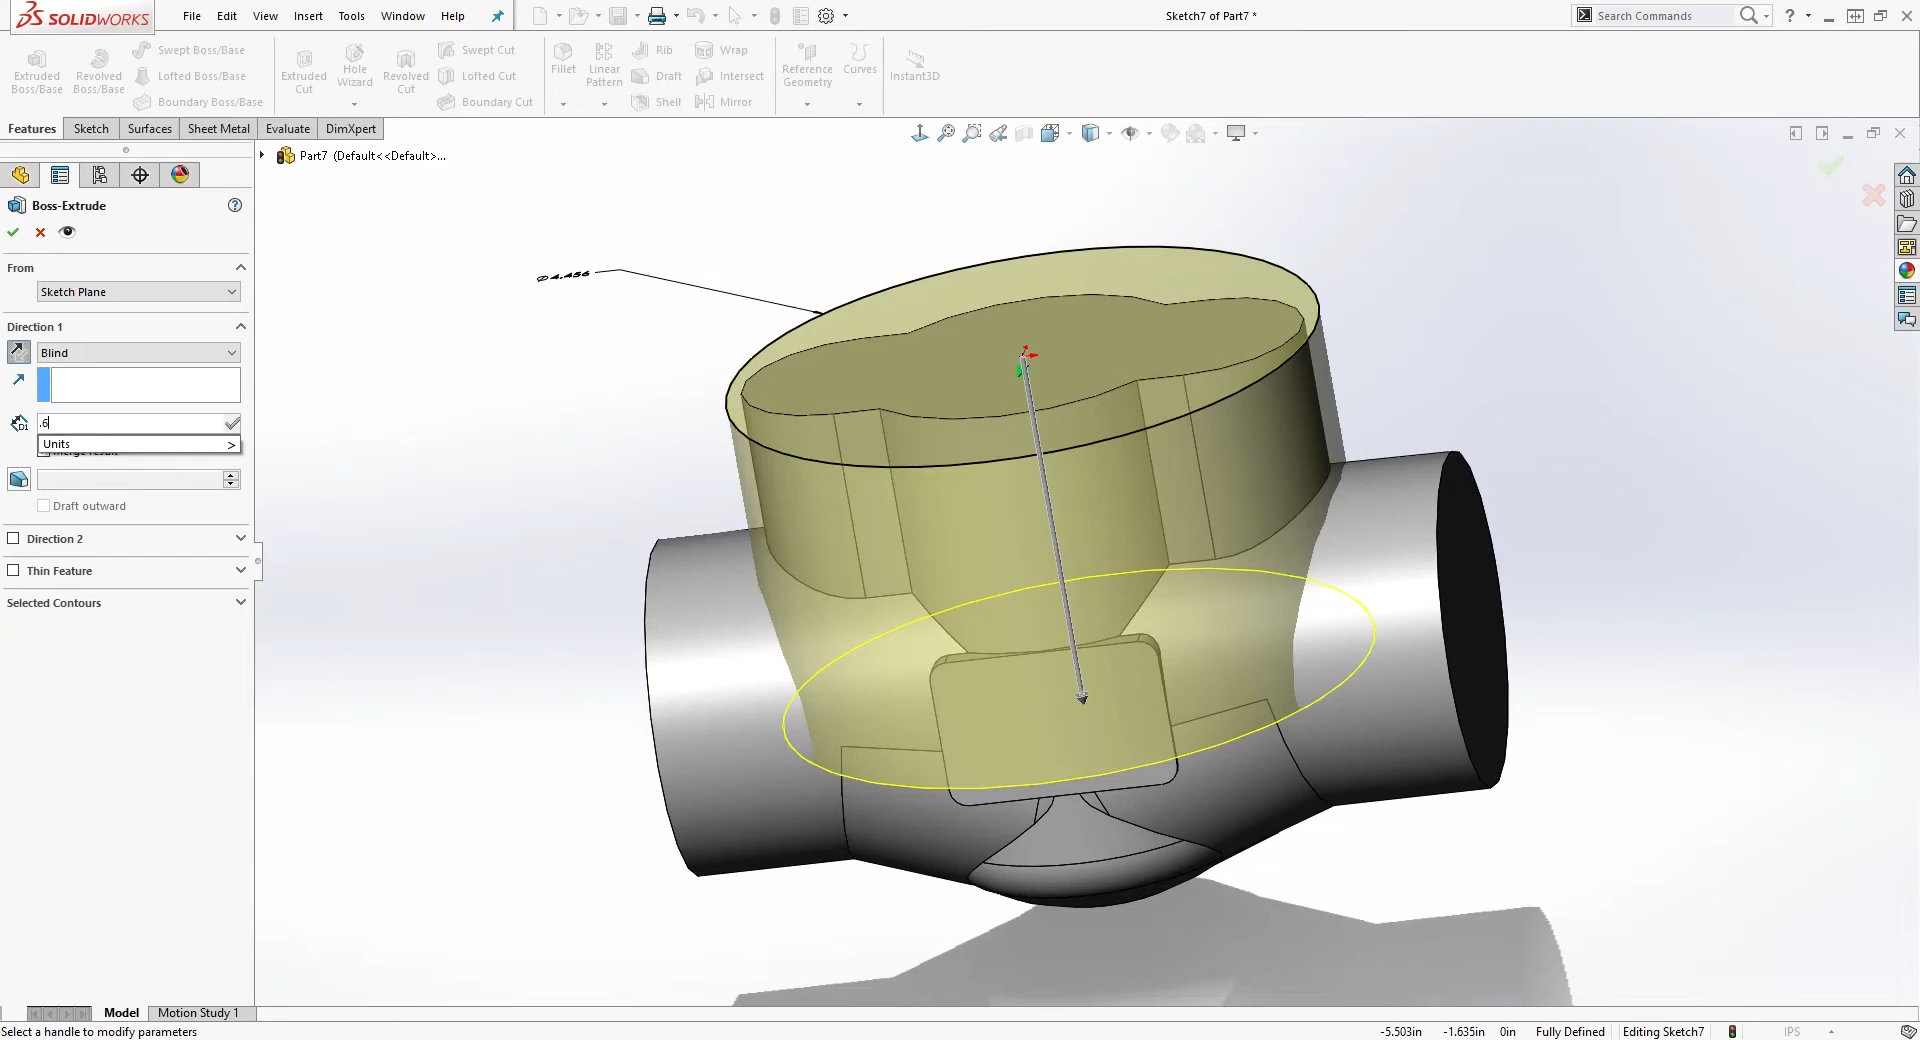 SOLIDWORKS
File Edit View Insert Tools Window Help
Sketch7 of Part7 *
Search Commands
?
Extruded Boss/Base
Revolved Boss/Base
Swept Boss/Base
Lofted Boss/Base
Boundary Boss/Base
Extruded Cut
Hole Wizard
Revolved Cut
Swept Cut
Lofted Cut
Boundary Cut
Fillet
Linear Pattern
Rib
Draft
Shell
Wrap
Intersect
Mirror
Reference Geometry
Curves
Instant3D
Features Sketch Surfaces Sheet Metal Evaluate DimXpert
Part7 (Default<<Default>...
Boss-Extrude
?
From
Sketch Plane
Direction 1
Blind
D1
.6
Units >
Draft outward
Direction 2
Thin Feature
Selected Contours
Ø4.456
Model Motion Study 1
Select a handle to modify parameters
-5.503in -1.635in 0in Fully Defined Editing Sketch7 IPS